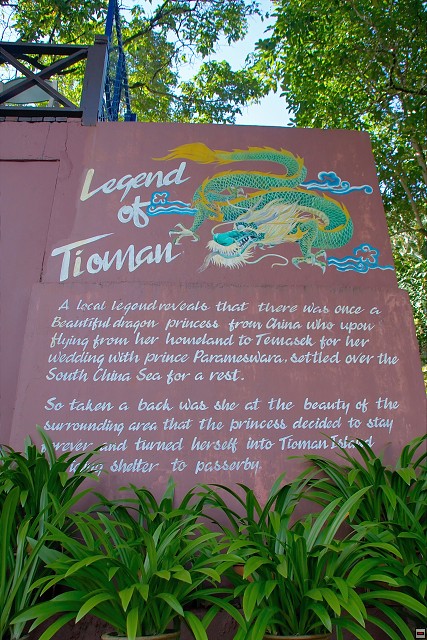 Legend
of
Tioman
A local legend reveals that there was once a
Beautiful dragon princess from China who upon
flying from her homeland to Temasek for her
wedding with prince Parameswara. settled over the
South China Sea for a rest.
So taken a back was she at the beauty of the
surrounding area that the princess decided to stay
and turned herself into Tioman Island
shelter to passerby.